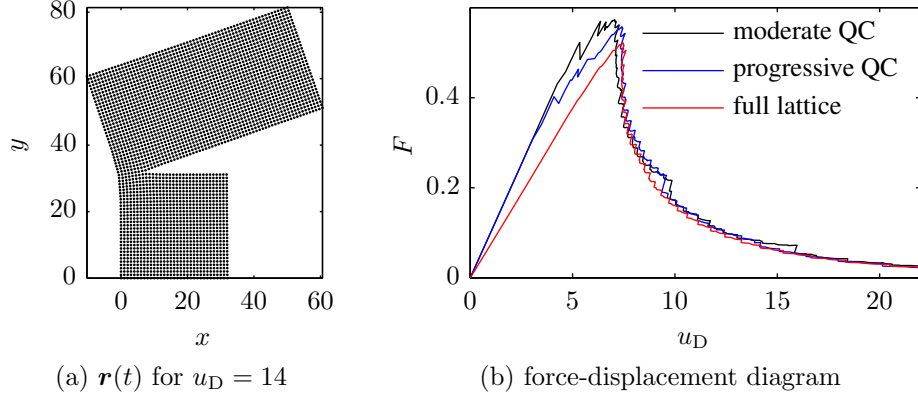 80
60
40
20
0
y
0
20
40
60
x
(a) r(t) for u_D = 14
moderate QC
progressive QC
full lattice
0.4
0.2
0
F
0
5
10
15
20
u_D
(b) force-displacement diagram